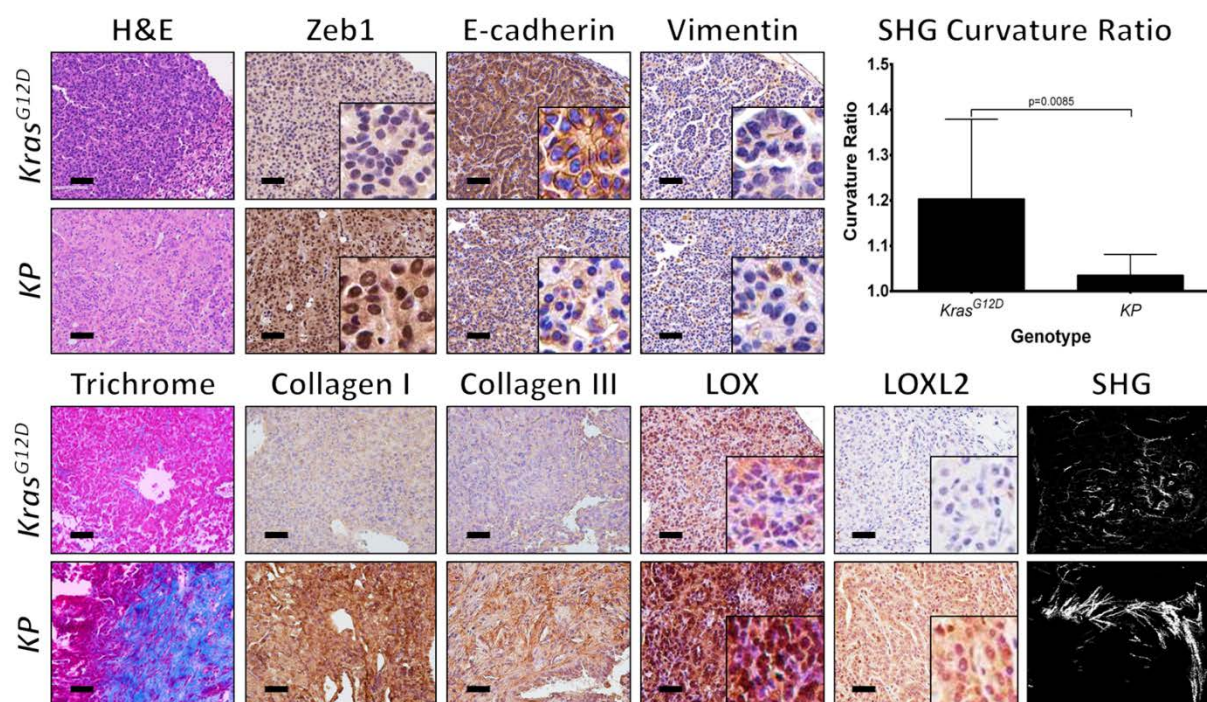 H&E Zeb1 E-cadherin Vimentin SHG Curvature Ratio
Kras^G12D
KP
1.5
1.4
1.3
1.2
1.1
1.0
Curvature Ratio
p=0.0085
Kras^G12D KP
Genotype
Trichrome Collagen I Collagen III LOX LOXL2 SHG
Kras^G12D
KP